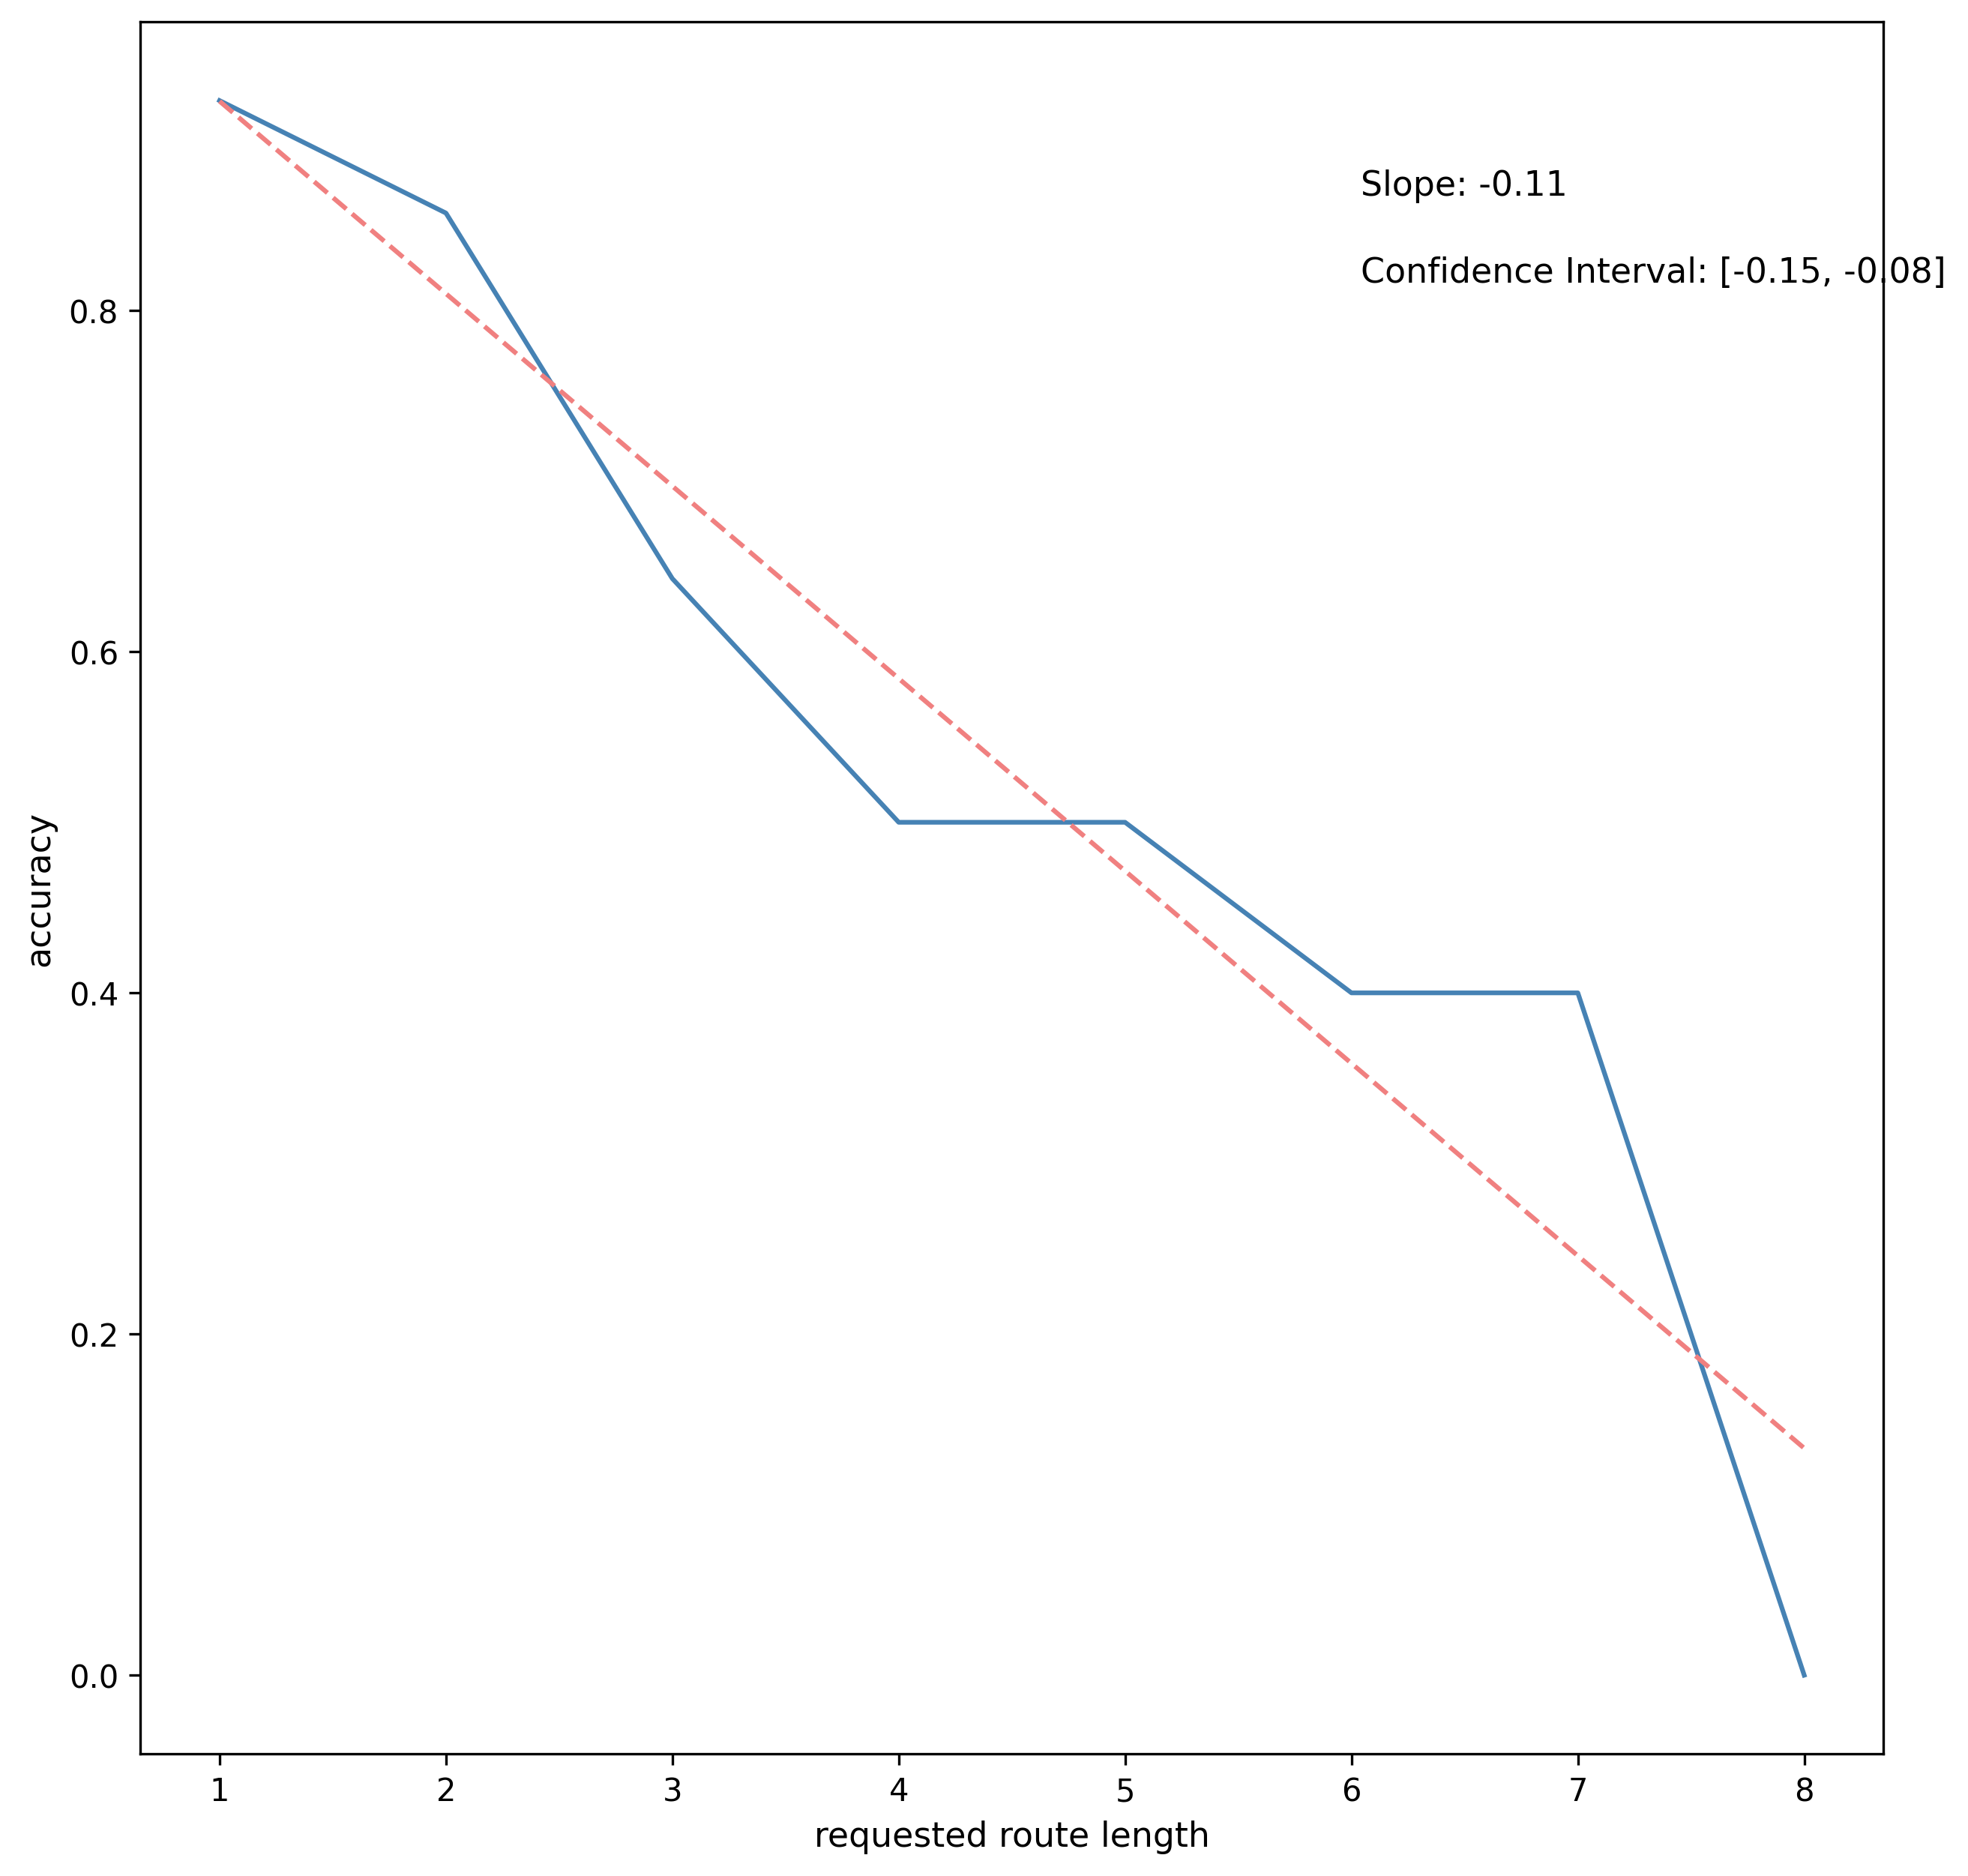 Slope: -0.11
Confidence Interval: [-0.15, -0.08]
0.8
0.6
0.4
0.2
0.0
accuracy
1 2 3 4 5 6 7 8
requested route length